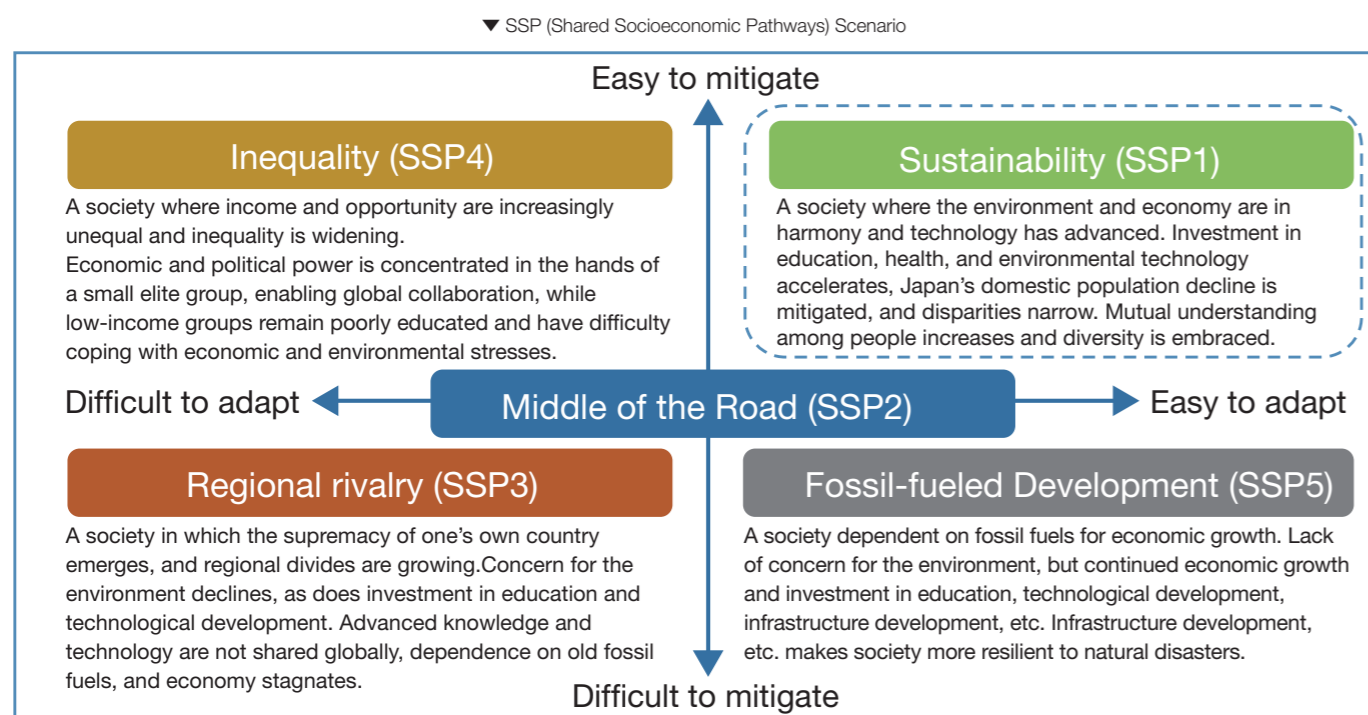 ▼ SSP (Shared Socioeconomic Pathways) Scenario
Easy to mitigate
Inequality (SSP4)
A society where income and opportunity are increasingly
unequal and inequality is widening.
Economic and political power is concentrated in the hands of
a small elite group, enabling global collaboration, while
low-income groups remain poorly educated and have difficulty
coping with economic and environmental stresses.
Sustainability (SSP1)
A society where the environment and economy are in
harmony and technology has advanced. Investment in
education, health, and environmental technology
accelerates, Japan's domestic population decline is
mitigated, and disparities narrow. Mutual understanding
among people increases and diversity is embraced.
Difficult to adapt
Middle of the Road (SSP2)
Easy to adapt
Regional rivalry (SSP3)
A society in which the supremacy of one's own country
emerges, and regional divides are growing.Concern for the
environment declines, as does investment in education and
technological development. Advanced knowledge and
technology are not shared globally, dependence on old fossil
fuels, and economy stagnates.
Fossil-fueled Development (SSP5)
A society dependent on fossil fuels for economic growth. Lack
of concern for the environment, but continued economic growth
and investment in education, technological development,
infrastructure development, etc. Infrastructure development,
etc. makes society more resilient to natural disasters.
Difficult to mitigate